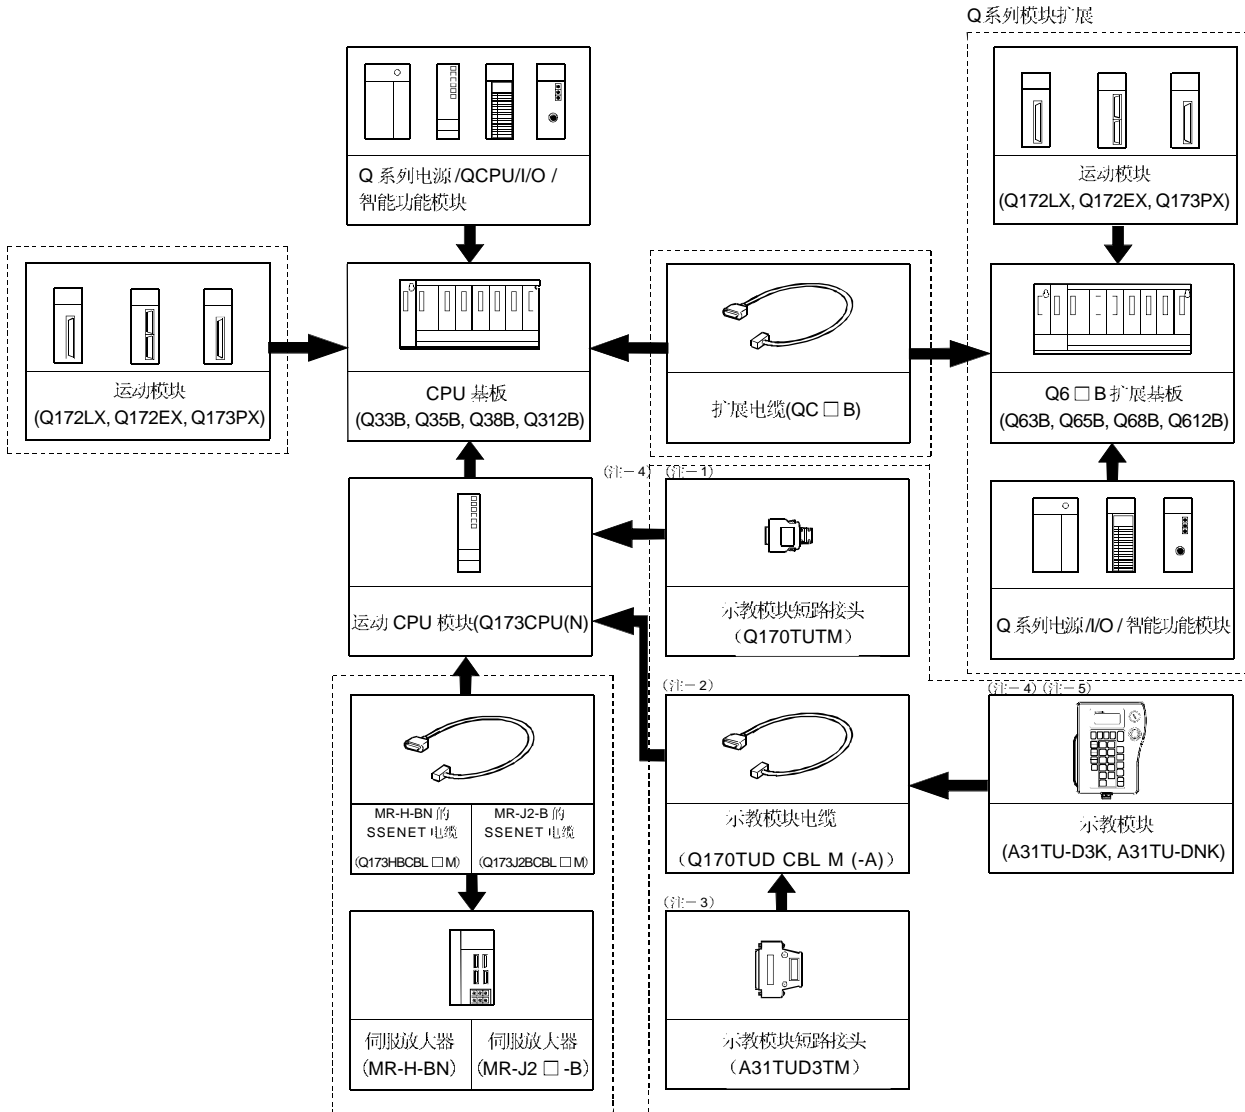 Q系列模块扩展
Q 系列电源 /QCPU/I/O /
智能功能模块
运动模块
(Q172LX, Q172EX, Q173PX)
运动模块
(Q172LX, Q172EX, Q173PX)
CPU 基板
(Q33B, Q35B, Q38B, Q312B)
扩展电缆(QC □ B)
Q6 □ B 扩展基板
(Q63B, Q65B, Q68B, Q612B)
(注－4) (注－1)
运动 CPU 模块(Q173CPU(N)
示教模块短路接头
（Q170TUTM）
Q 系列电源/I/O / 智能功能模块
(注－2)
(注－4) (注－5)
MR-H-BN 的
SSENET 电缆
(Q173HBCBL □ M)
MR-J2-B 的
SSENET 电缆
(Q173J2BCBL □ M)
示教模块电缆
（Q170TUD CBL M (-A)）
示教模块
(A31TU-D3K, A31TU-DNK)
(注－3)
伺服放大器
(MR-H-BN)
伺服放大器
(MR-J2 □ -B)
示教模块短路接头
（A31TUD3TM）